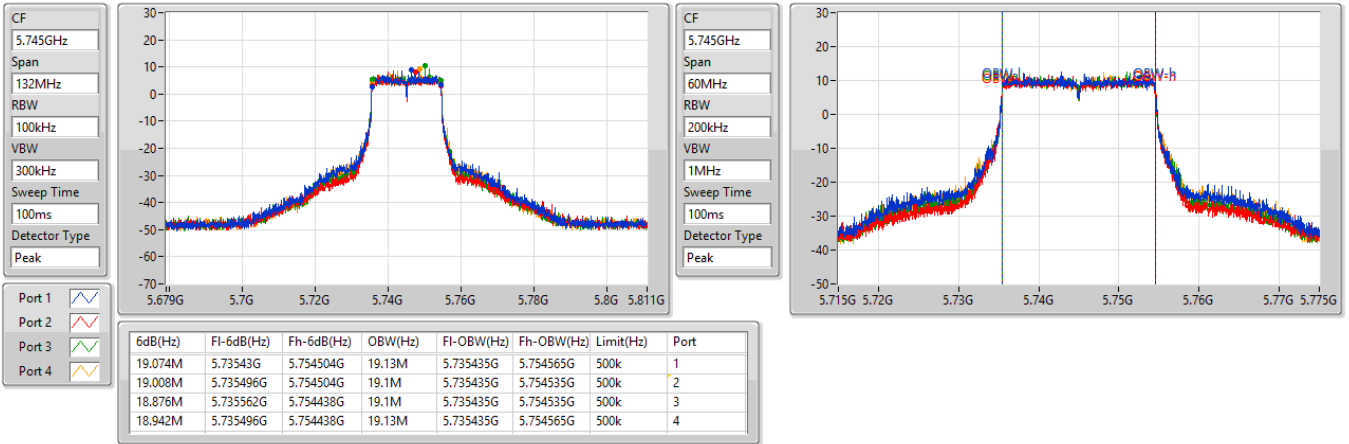 CF
5.745GHz
Span
132MHz
RBW
100kHz
VBW
300kHz
Sweep Time
100ms
Detector Type
Peak
30
20
10
0
-10
-20
-30
-40
-50
-60
-70
5.679G 5.7G 5.72G 5.74G 5.76G 5.78G 5.8G 5.811G
CF
5.745GHz
Span
60MHz
RBW
200kHz
VBW
1MHz
Sweep Time
100ms
Detector Type
Peak
30
20
10
0
-10
-20
-30
-40
-50
OBW-h
5.715G 5.72G 5.73G 5.74G 5.75G 5.76G 5.77G 5.775G
Port 1
Port 2
Port 3
Port 4
6dB(Hz) Fl-6dB(Hz) Fh-6dB(Hz) OBW(Hz) Fl-OBW(Hz) Fh-OBW(Hz) Limit(Hz) Port
19.074M 5.73543G 5.754504G 19.13M 5.735435G 5.754565G 500k 1
19.008M 5.735496G 5.754504G 19.1M 5.735435G 5.754535G 500k 2
18.876M 5.735562G 5.754438G 19.1M 5.735435G 5.754535G 500k 3
18.942M 5.735496G 5.754438G 19.13M 5.735435G 5.754565G 500k 4